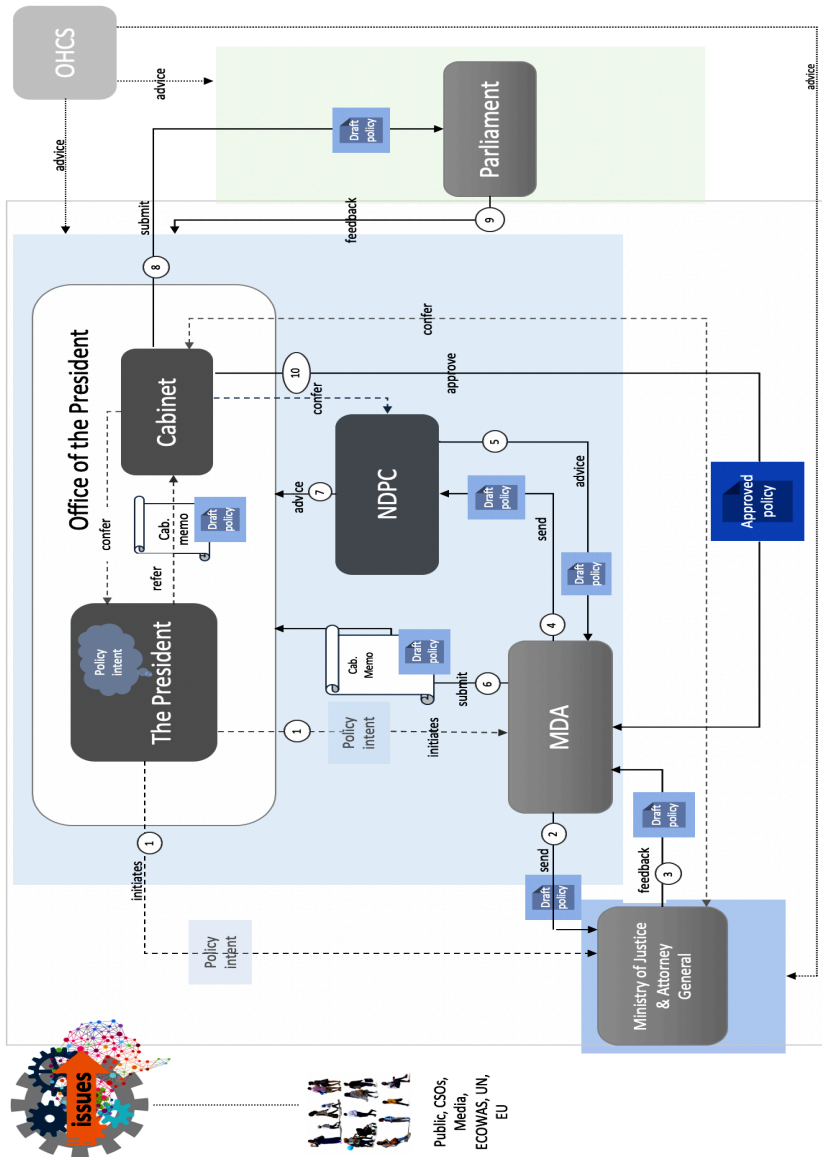 issues
Office of the President
advice
OHCS
Policy
intent
confer
initiates
1
The President
refer
Cab.
memo
Draft
policy
Cabinet
8
submit
advice
Policy
intent
1
Policy
intent
initiates
Cab.
Memo
Draft
policy
submit
6
advice
7
10
confer
approve
confer
feedback
Draft
policy
Public, CSOs,
Media,
ECOWAS, UN,
EU
NDPC
9
Parliament
5
advice
Draft
policy
send
4
Draft
policy
MDA
2
send
Draft
policy
Ministry of Justice
& Attorney
General
feedback
3
Draft
policy
Approved
policy
advice